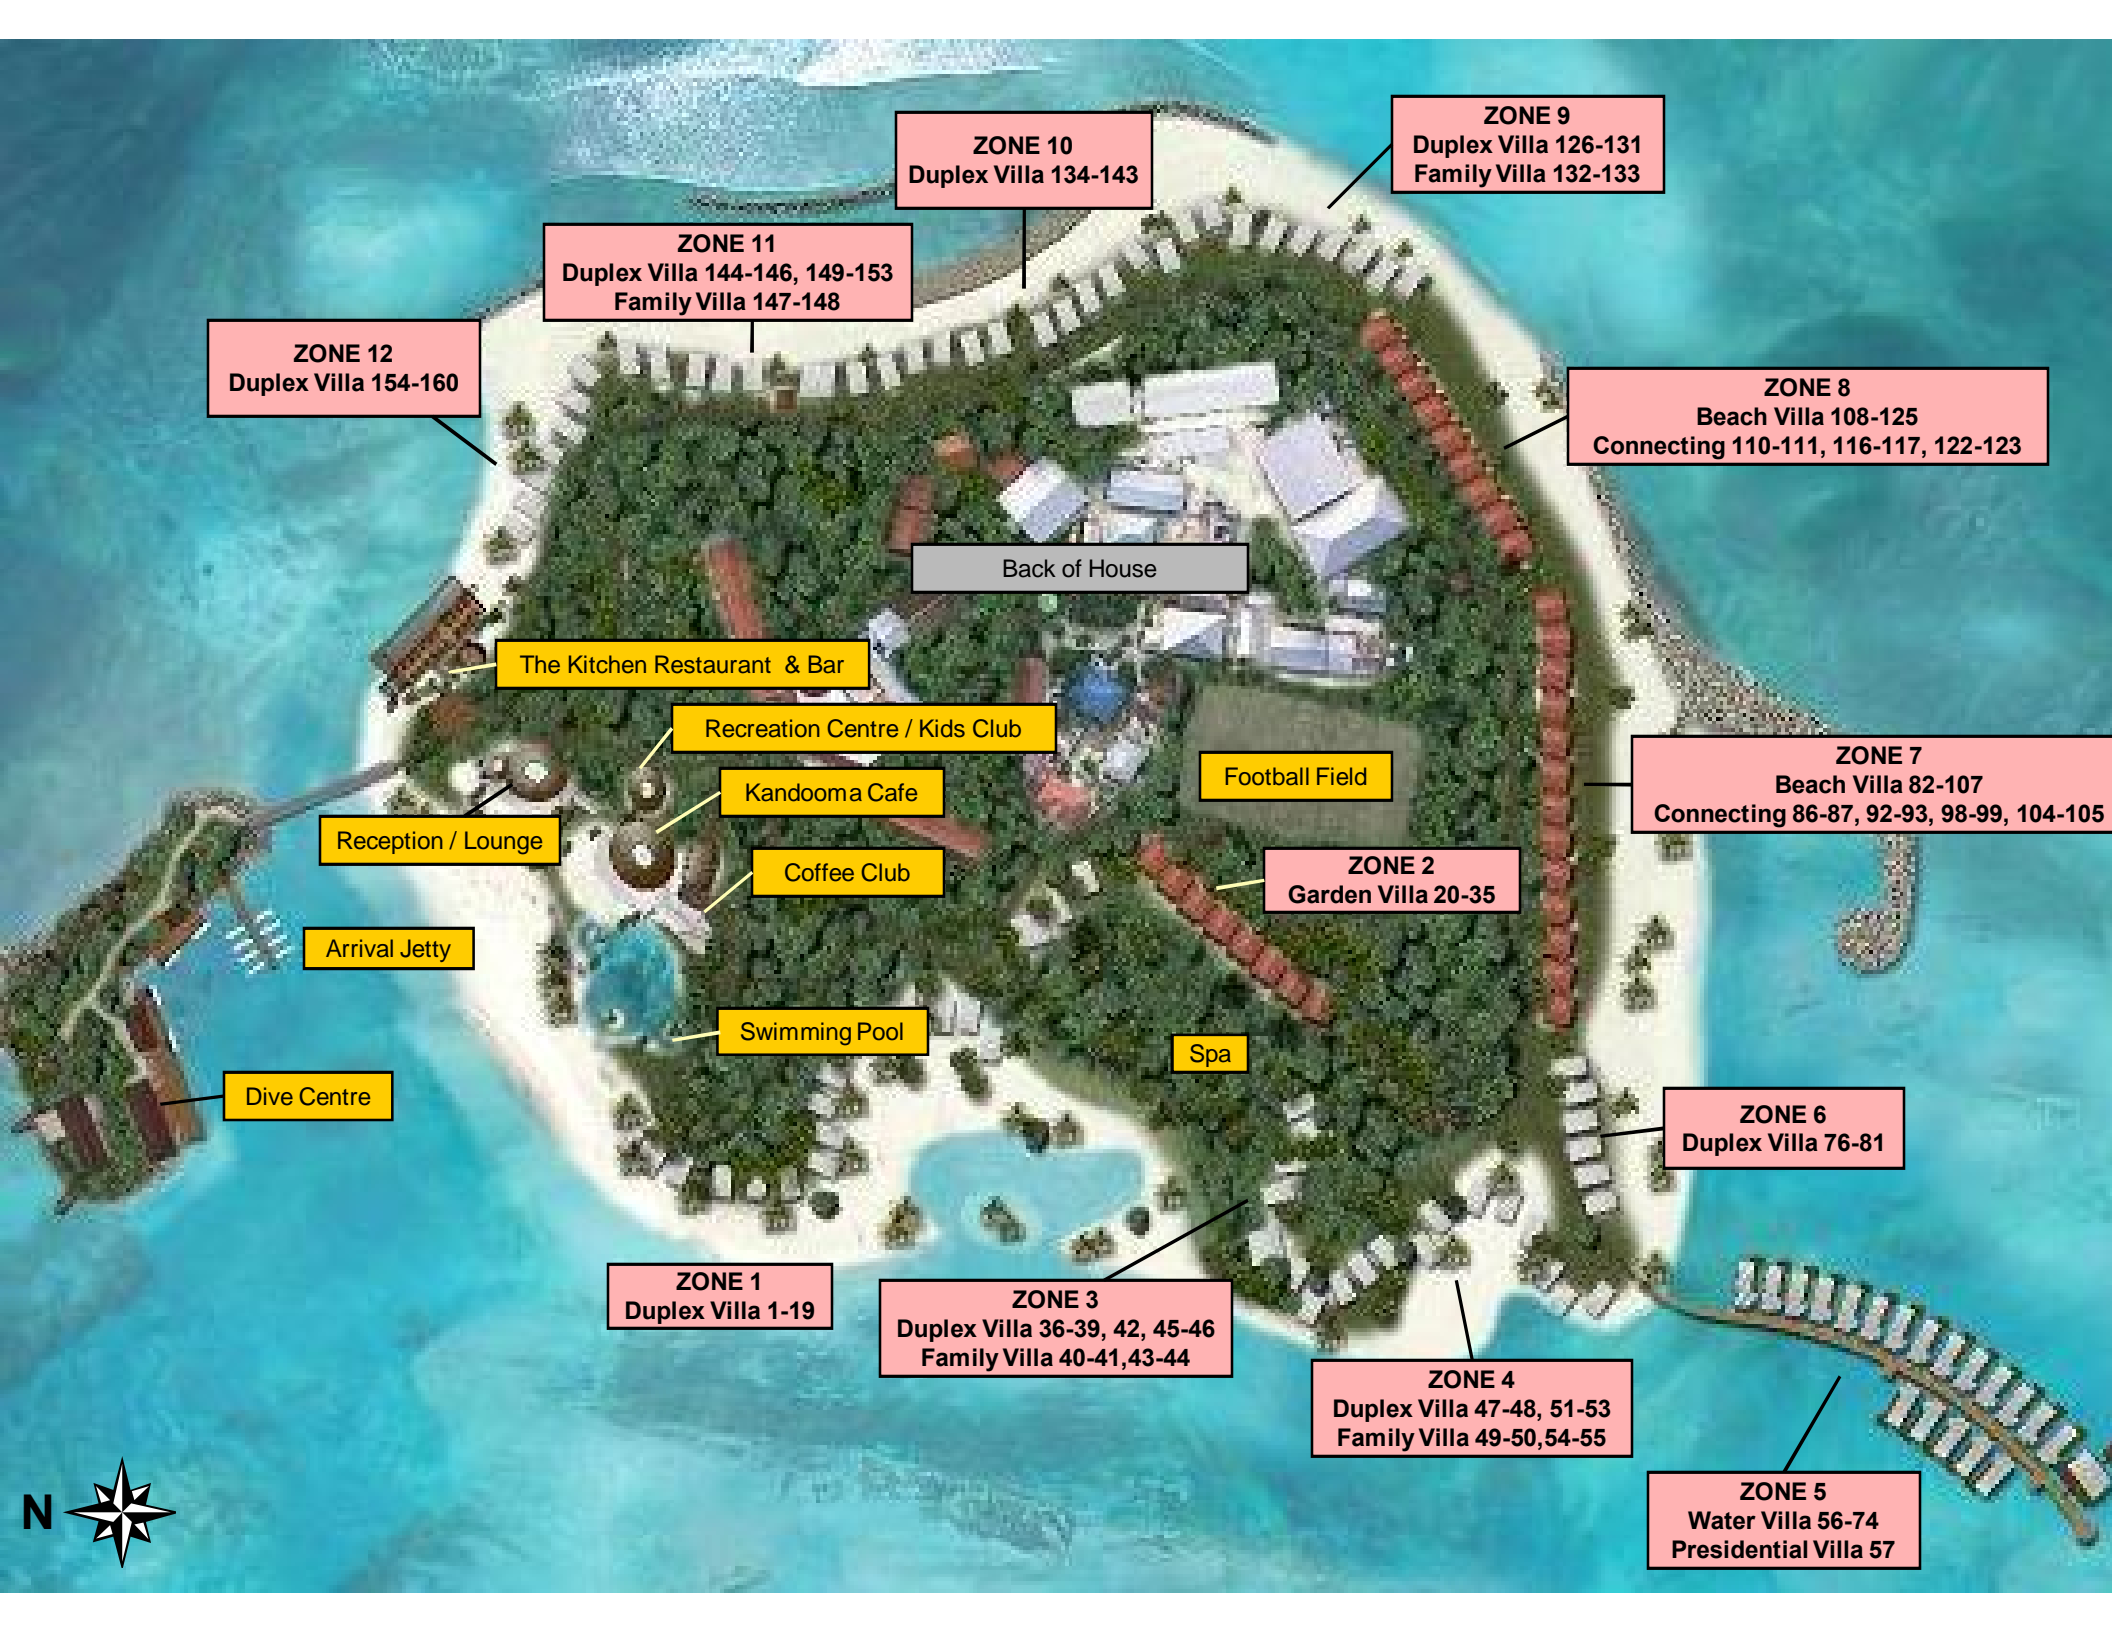 ZONE 9
Duplex Villa 126-131
Family Villa 132-133
ZONE 10
Duplex Villa 134-143
ZONE 11
Duplex Villa 144-146, 149-153
Family Villa 147-148
ZONE 12
Duplex Villa 154-160
ZONE 8
Beach Villa 108-125
Connecting 110-111, 116-117, 122-123
Back of House
The Kitchen Restaurant & Bar
Recreation Centre / Kids Club
Kandooma Cafe
Football Field
ZONE 7
Beach Villa 82-107
Connecting 86-87, 92-93, 98-99, 104-105
Reception / Lounge
Coffee Club
ZONE 2
Garden Villa 20-35
Arrival Jetty
Swimming Pool
Spa
Dive Centre
ZONE 6
Duplex Villa 76-81
ZONE 1
Duplex Villa 1-19
ZONE 3
Duplex Villa 36-39, 42, 45-46
Family Villa 40-41,43-44
ZONE 4
Duplex Villa 47-48, 51-53
Family Villa 49-50,54-55
ZONE 5
Water Villa 56-74
Presidential Villa 57
N